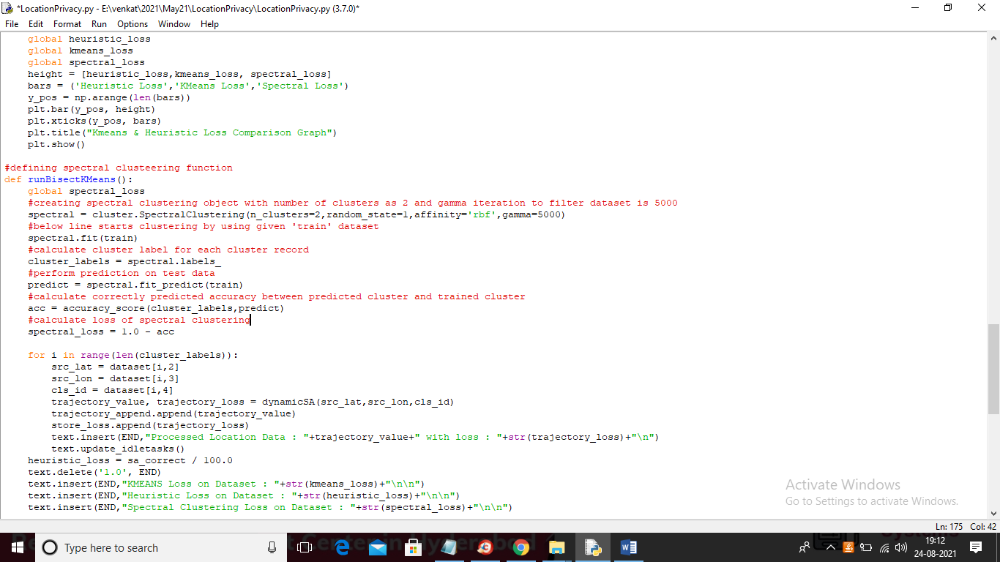 *LocationPrivacy.py - E:\venkat\2021\May21\LocationPrivacy\LocationPrivacy.py (3.7.0)*
File Edit Format Run Options Window Help
    global heuristic_loss
    global kmeans_loss
    global spectral_loss
    height = [heuristic_loss,kmeans_loss, spectral_loss]
    bars = ('Heuristic Loss','KMeans Loss','Spectral Loss')
    y_pos = np.arange(len(bars))
    plt.bar(y_pos, height)
    plt.xticks(y_pos, bars)
    plt.title("Kmeans & Heuristic Loss Comparison Graph")
    plt.show()

#defining spectral clusteering function
def runBisectKMeans():
    global spectral_loss
    #creating spectral clustering object with number of clusters as 2 and gamma iteration to filter dataset is 5000
    spectral = cluster.SpectralClustering(n_clusters=2,random_state=1,affinity='rbf',gamma=5000)
    #below line starts clustering by using given 'train' dataset
    spectral.fit(train)
    #calculate cluster label for each cluster record
    cluster_labels = spectral.labels_
    #perform prediction on test data
    predict = spectral.fit_predict(train)
    #calculate correctly predicted accuracy between predicted cluster and trained cluster
    acc = accuracy_score(cluster_labels,predict)
    #calculate loss of spectral clustering
    spectral_loss = 1.0 - acc

    for i in range(len(cluster_labels)):
        src_lat = dataset[i,2]
        src_lon = dataset[i,3]
        cls_id = dataset[i,4]
        trajectory_value, trajectory_loss = dynamicSA(src_lat,src_lon,cls_id)
        trajectory_append.append(trajectory_value)
        store_loss.append(trajectory_loss)
        text.insert(END,"Processed Location Data : "+trajectory_value+" with loss : "+str(trajectory_loss)+"\n")
        text.update_idletasks()
    heuristic_loss = sa_correct / 100.0
    text.delete('1.0', END)
    text.insert(END,"KMEANS Loss on Dataset : "+str(kmeans_loss)+"\n\n")
    text.insert(END,"Heuristic Loss on Dataset : "+str(heuristic_loss)+"\n\n")
    text.insert(END,"Spectral Clustering Loss on Dataset : "+str(spectral_loss)+"\n\n")
Activate Windows
Go to Settings to activate Windows.
Ln: 175 Col: 42
Type here to search
19:12
24-08-2021